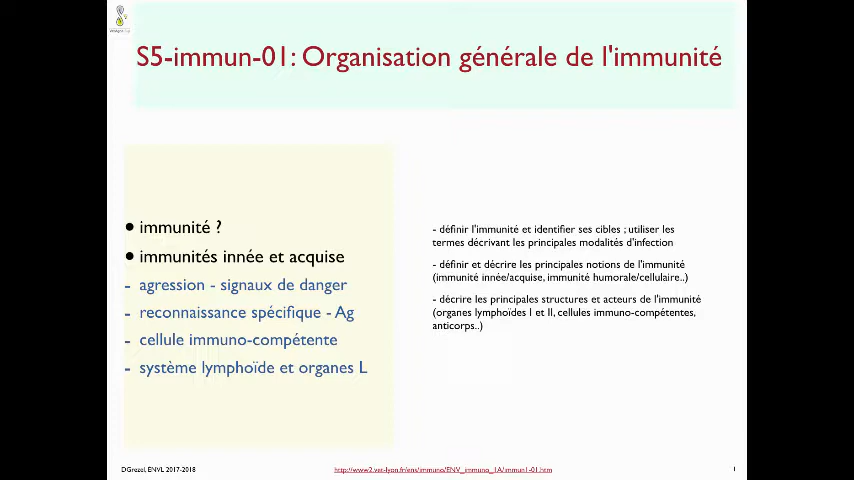 S5-immun-01: Organisation générale de l'immunité
• immunité ?
• immunités innée et acquise
- agression - signaux de danger
- reconnaissance spécifique - Ag
- cellule immuno-compétente
- système lymphoïde et organes L
- définir l'immunité et identifier ses cibles ; utiliser les
termes décrivant les principales modalités d'infection
- définir et décrire les principales notions de l'immunité
(immunité innée/acquise, immunité humorale/cellulaire..)
- décrire les principales structures et acteurs de l'immunité
(organes lymphoïdes I et II, cellules immuno-compétentes,
anticorps..)
DGrezel, ENVL 2017-2018
http://www2.vet-lyon.fr/ens/immuno/ENV_immuno_1A/immun1-01.htm
1